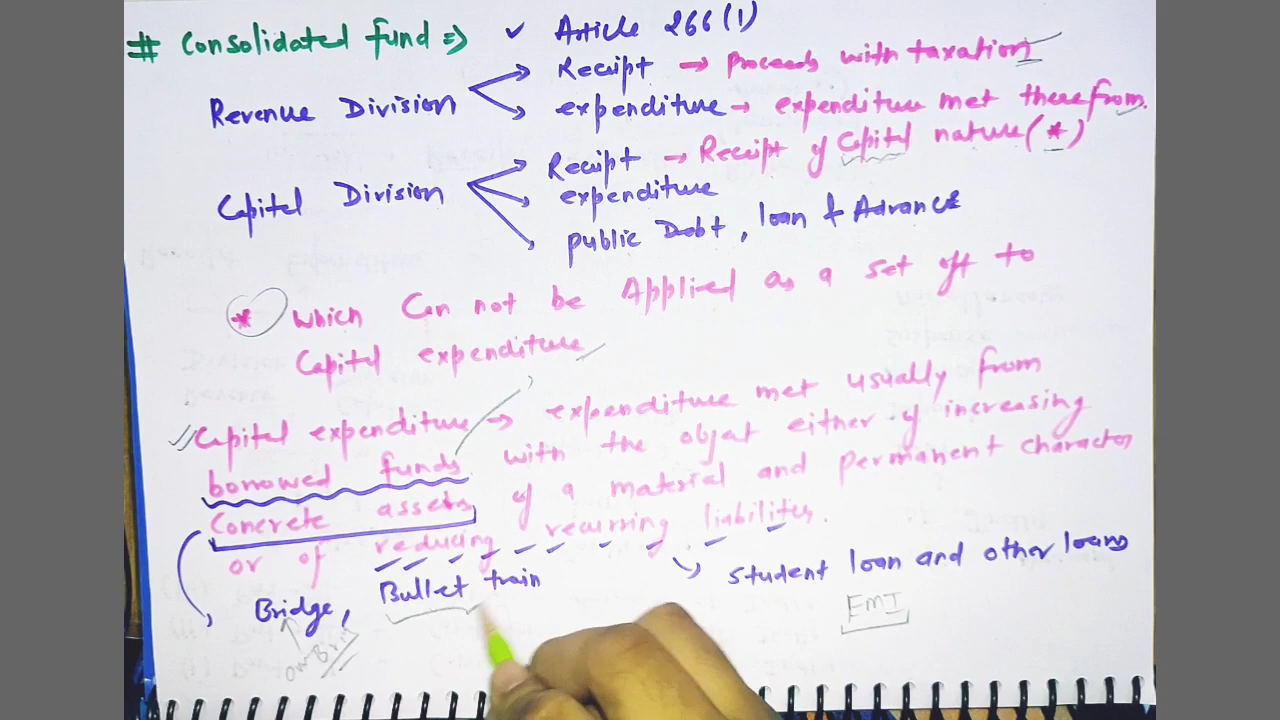 # Consolidated fund => ✓ Article 266(1)
Revenue Division
Receipt → Proceeds with taxation
expenditure → expenditure met therefrom.
Capital Division
Receipt → Receipt of Capital nature (*)
expenditure
Public Debt, loan & Advance
* which Can not be Applied as a set off to
Capital expenditure
Capital expenditure → expenditure met usually from
borrowed funds with the object either of increasing
Concrete assets of a material and permanent character
or of reducing recurring liabilities.
Bridge, Bullet train
Student loan and other loans
EMI